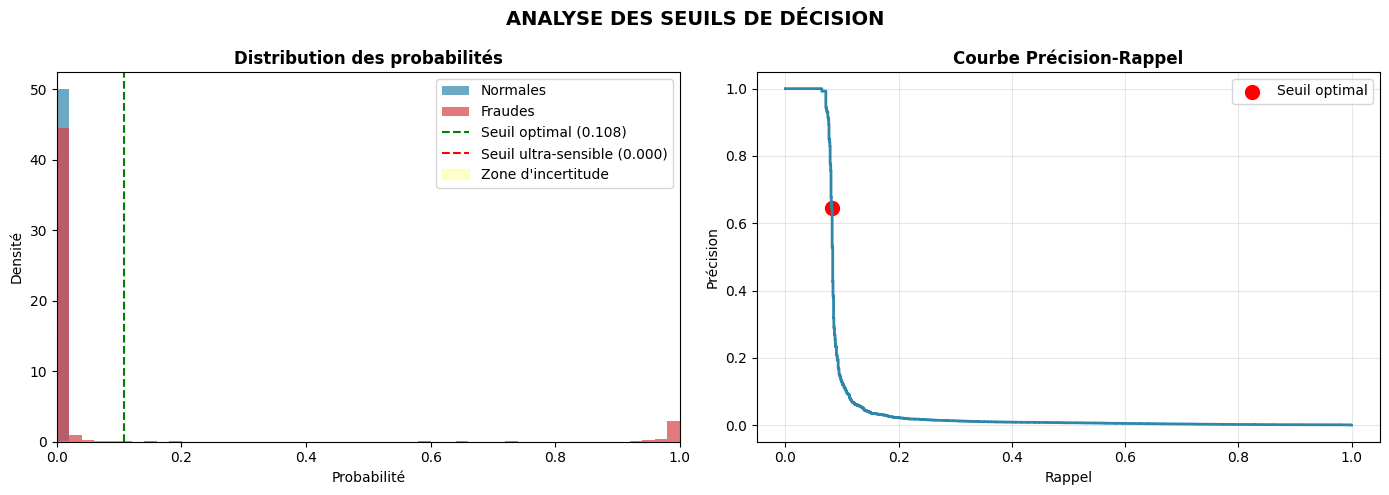 ANALYSE DES SEUILS DE DÉCISION
Distribution des probabilités
50
40
30
20
10
0
Densité
0.0 0.2 0.4 0.6 0.8 1.0
Probabilité
Normales
Fraudes
Seuil optimal (0.108)
Seuil ultra-sensible (0.000)
Zone d'incertitude
Courbe Précision-Rappel
1.0
0.8
0.6
0.4
0.2
0.0
Précision
0.0 0.2 0.4 0.6 0.8 1.0
Rappel
Seuil optimal